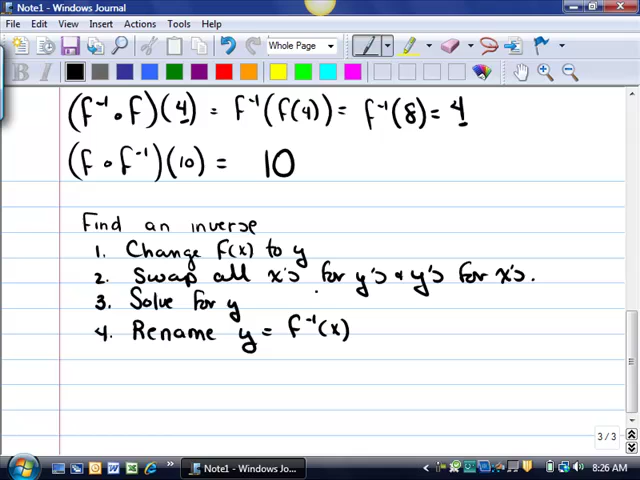 Note1 - Windows Journal
File Edit View Insert Actions Tools Help
Whole Page
B I
(f⁻¹ ∘ f)(4) = f⁻¹(f(4)) = f⁻¹(8) = 4
(f ∘ f⁻¹)(10) = 10
Find an inverse
1. Change f(x) to y
2. Swap all x's for y's & y's for x's.
3. Solve for y
4. Rename y = f⁻¹(x)
3 / 3
Note1 - Windows Jo... 8:26 AM